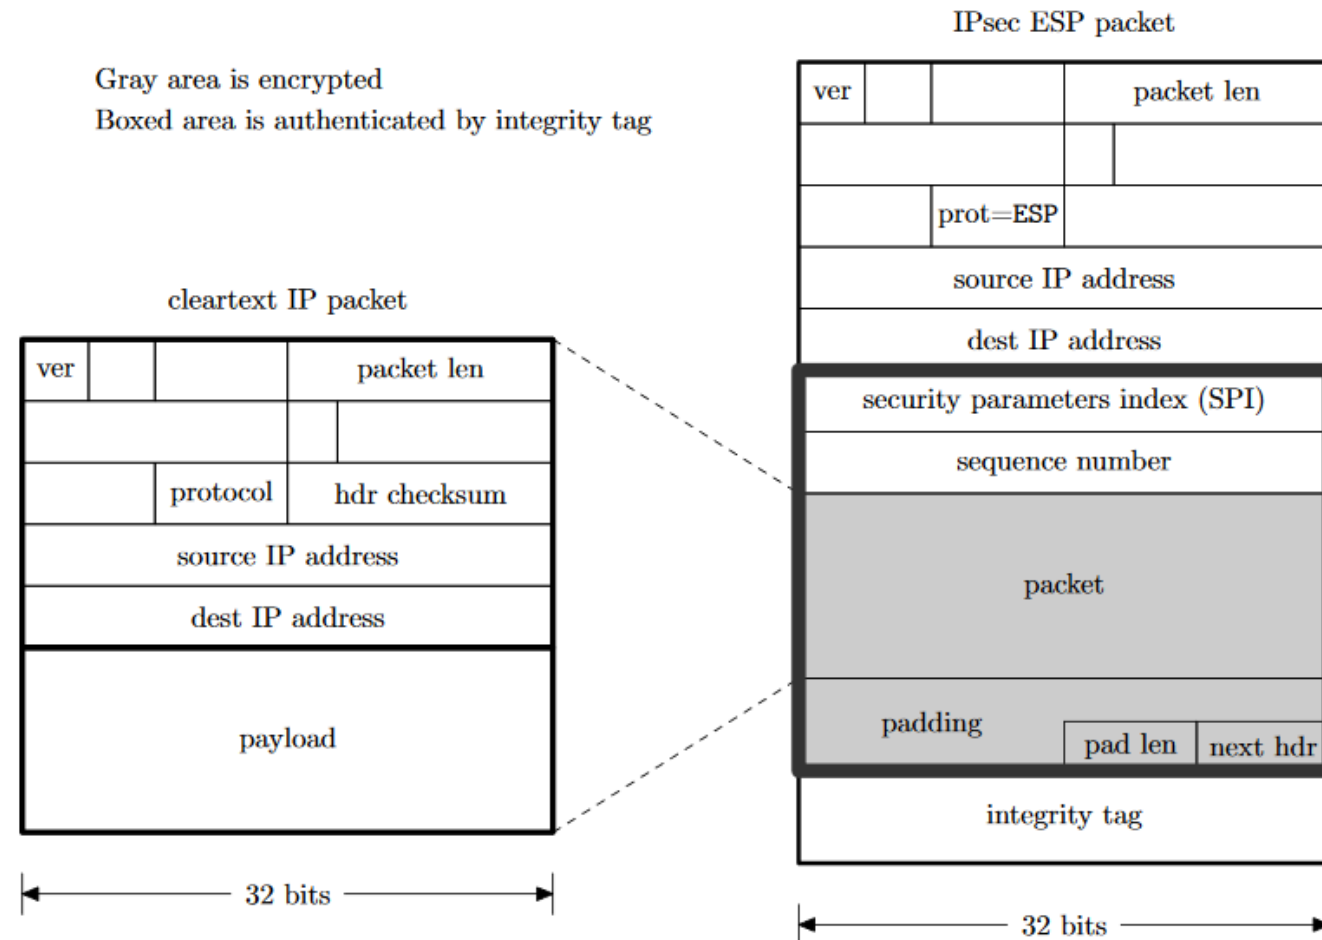 IPsec ESP packet
Gray area is encrypted
Boxed area is authenticated by integrity tag
ver packet len
prot=ESP
source IP address
dest IP address
security parameters index (SPI)
sequence number
packet
padding
pad len next hdr
integrity tag
32 bits
cleartext IP packet
ver packet len
protocol hdr checksum
source IP address
dest IP address
payload
32 bits